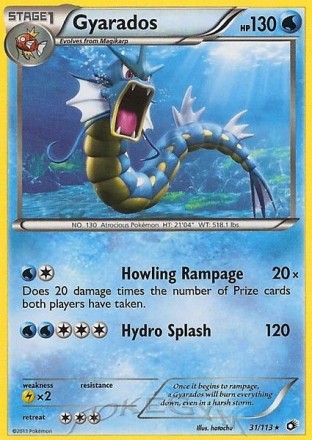 STAGE1
Gyarados
HP 130
Evolves from Magikarp
NO. 130 Atrocious Pokémon. HT: 21'04" WT: 518.1 lbs.
Howling Rampage 20×
Does 20 damage times the number of Prize cards
both players have taken.
Hydro Splash 120
weakness
resistance
×2
Once it begins to rampage,
a Gyarados will burn everything
down, even in a harsh storm.
retreat
illus. hatachu
31/113 ★
©2013 Pokémon